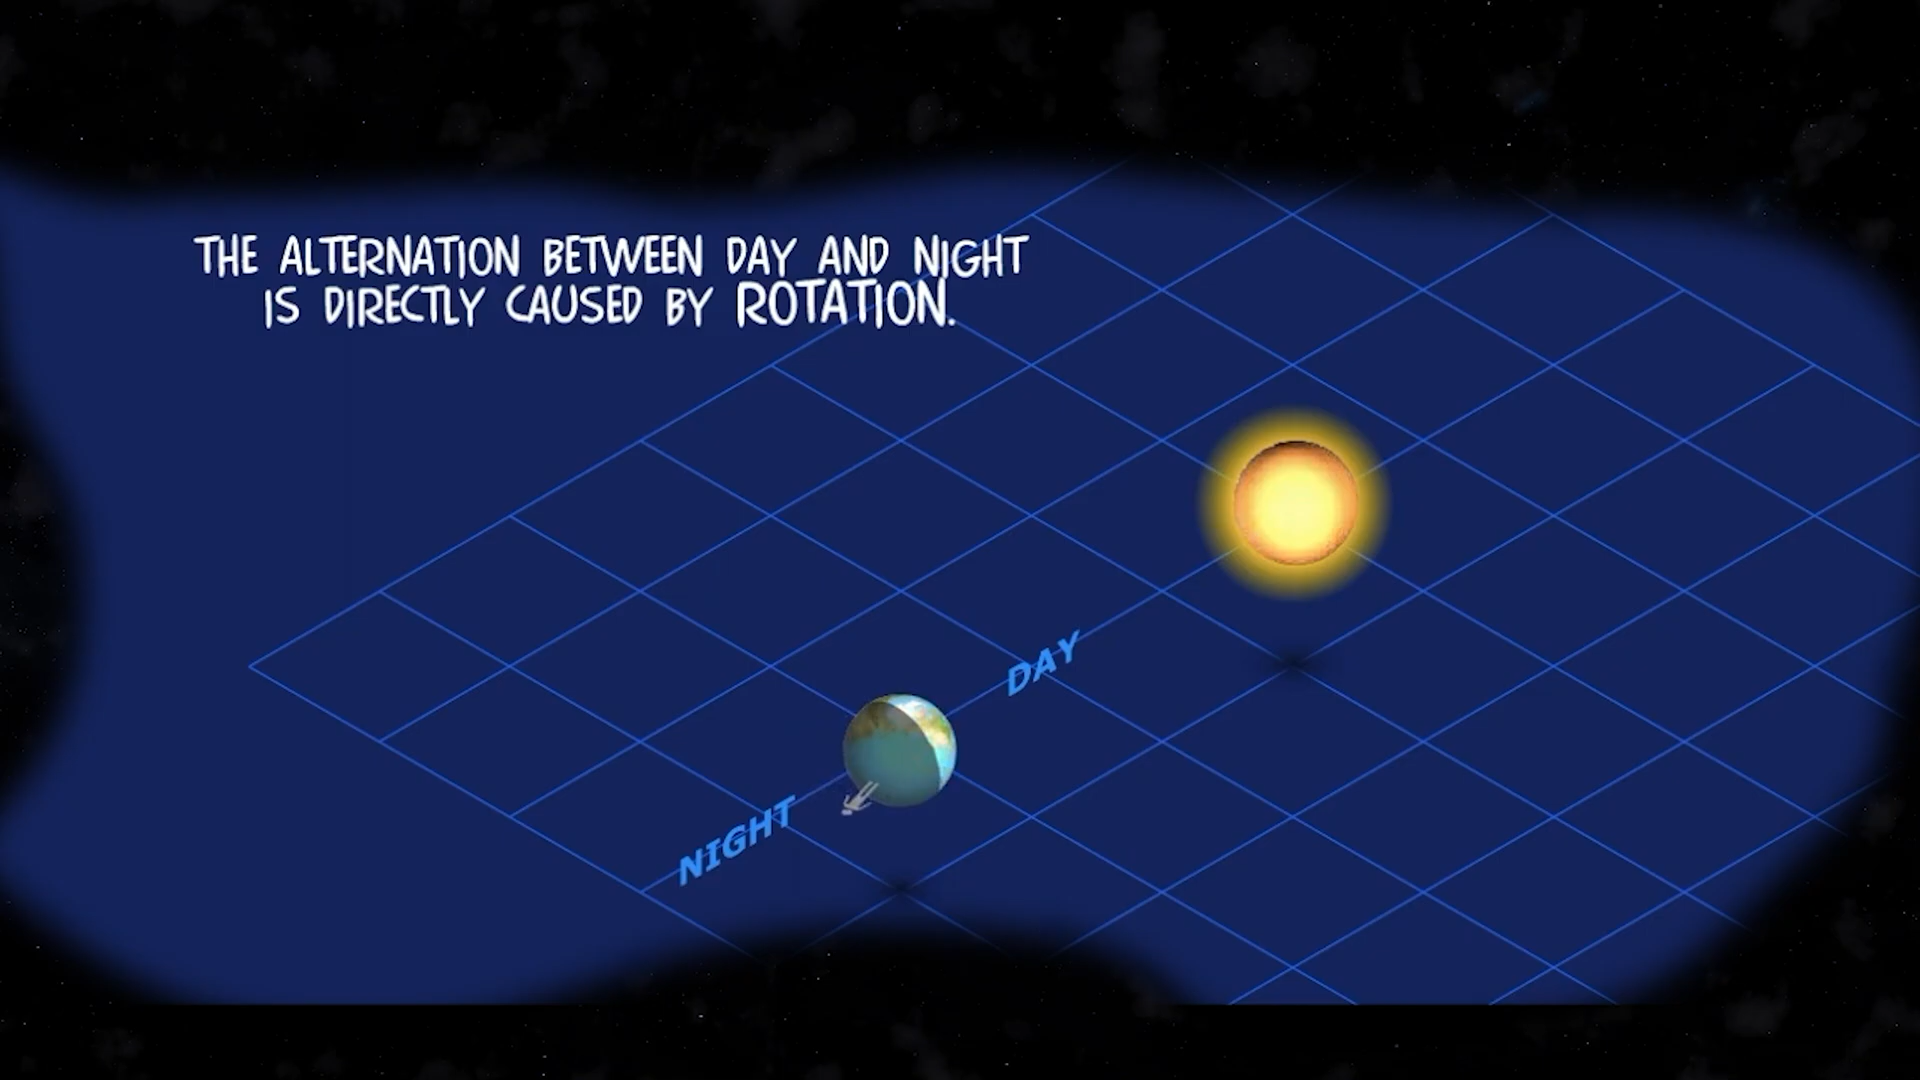 THE ALTERNATION BETWEEN DAY AND NIGHT
IS DIRECTLY CAUSED BY ROTATION.
DAY
NIGHT